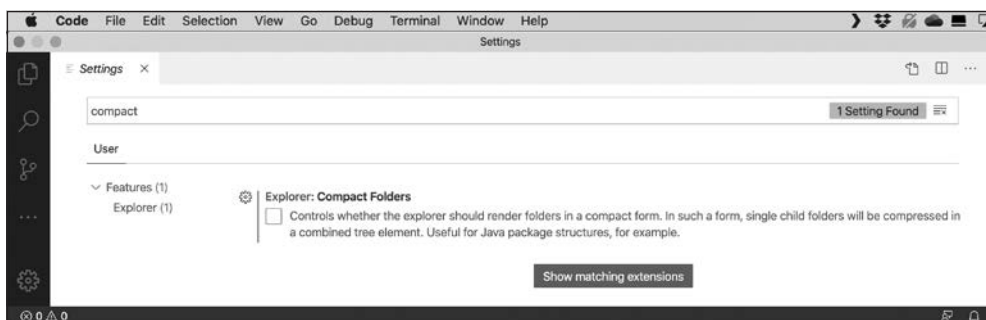 Code File Edit Selection View Go Debug Terminal Window Help
Settings
Settings
compact
1 Setting Found
User
Features (1)
Explorer (1)
Explorer: Compact Folders
Controls whether the explorer should render folders in a compact form. In such a form, single child folders will be compressed in
a combined tree element. Useful for Java package structures, for example.
Show matching extensions
0 0